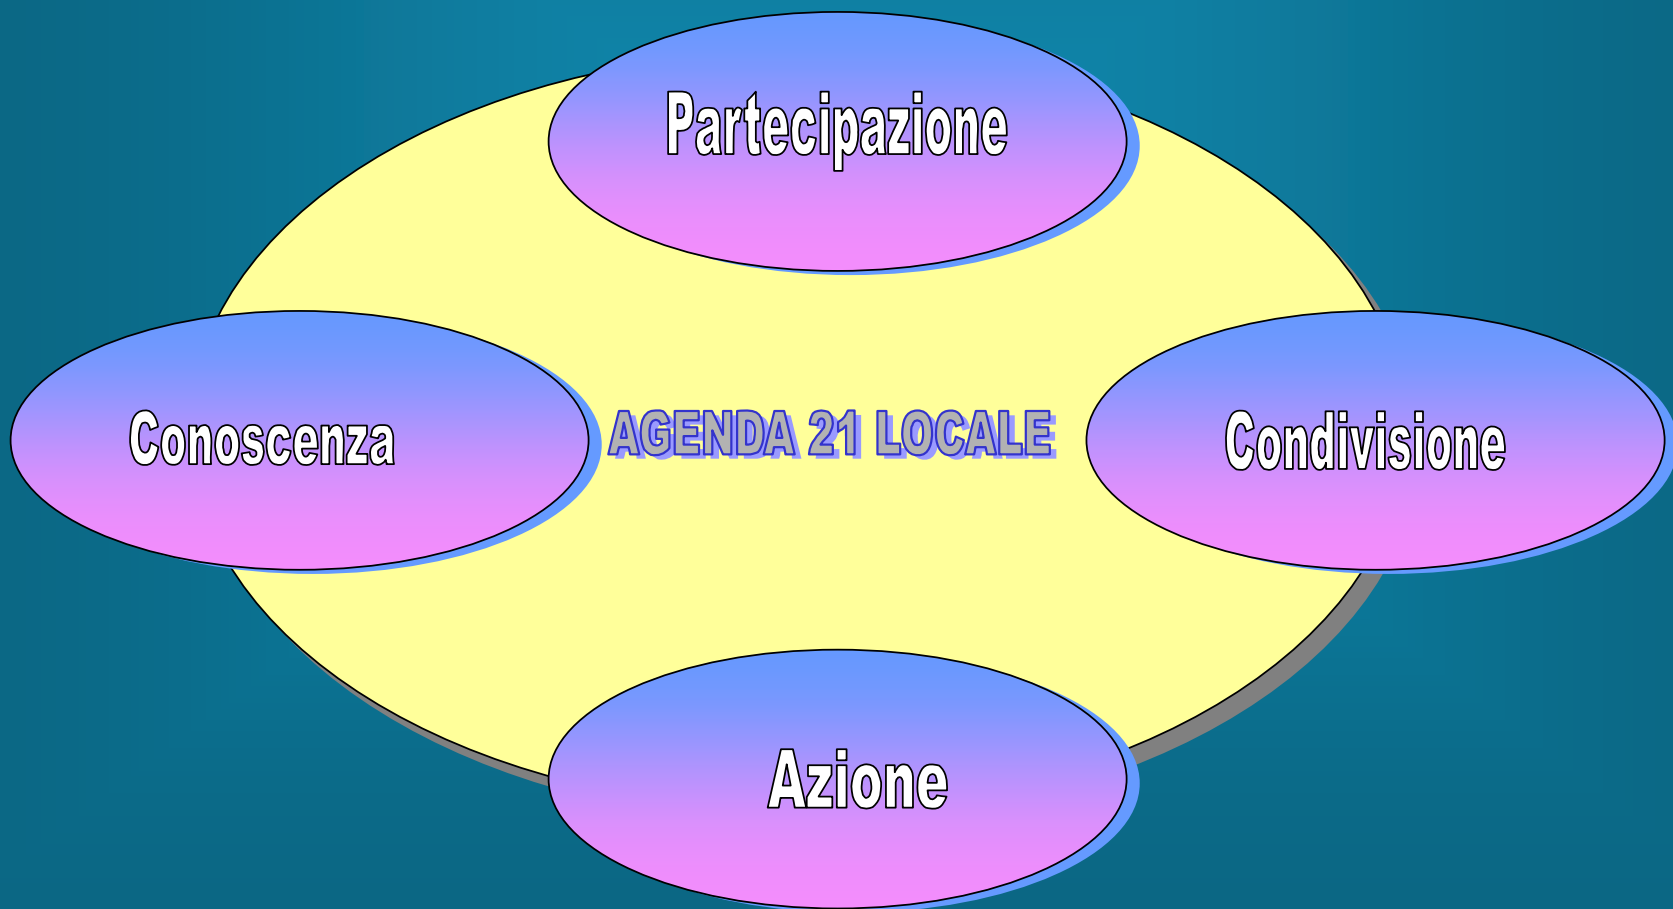 Partecipazione
Conoscenza
AGENDA 21 LOCALE
Condivisione
Azione